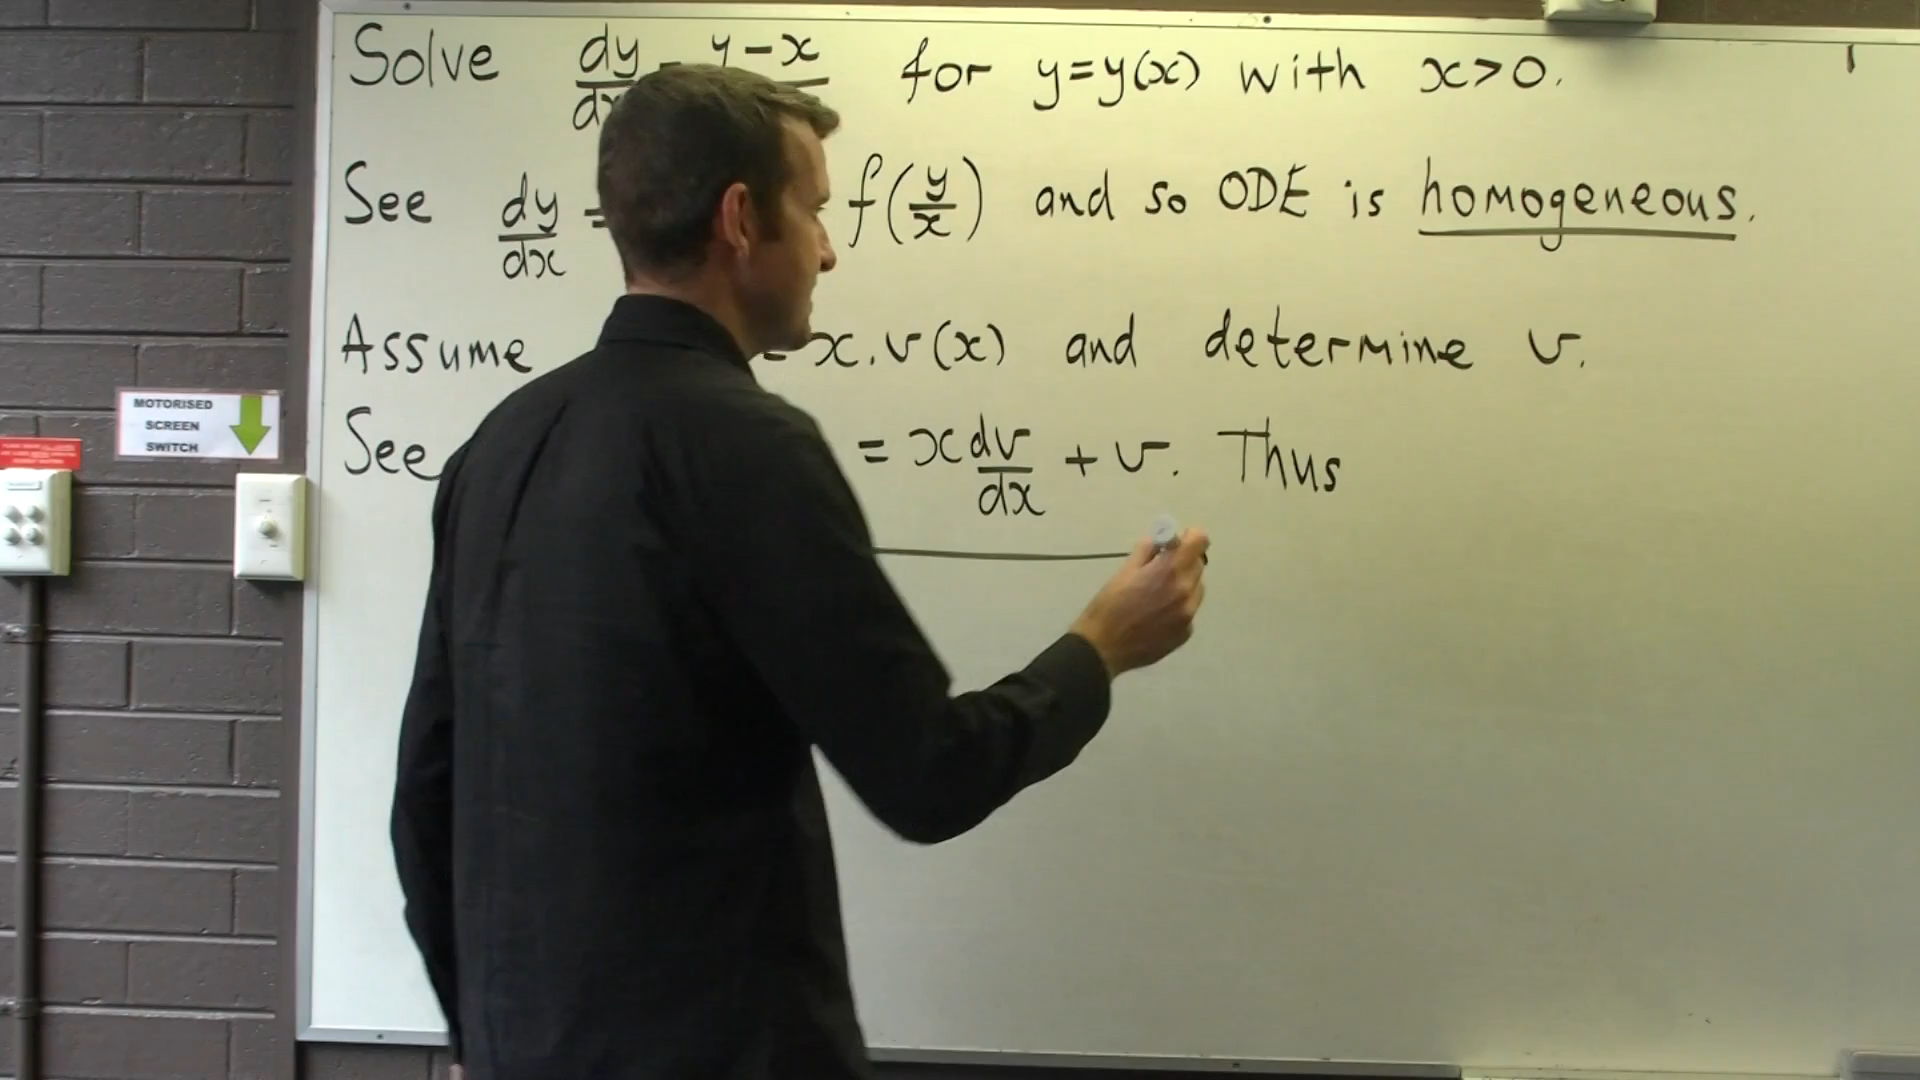 MOTORISED
SCREEN
SWITCH
Solve dy/dx = y-x for y=y(x) with x>0.
See dy/dx = f(y/x) and so ODE is homogeneous.
Assume = x.v(x) and determine v.
See = x dv/dx + v. Thus